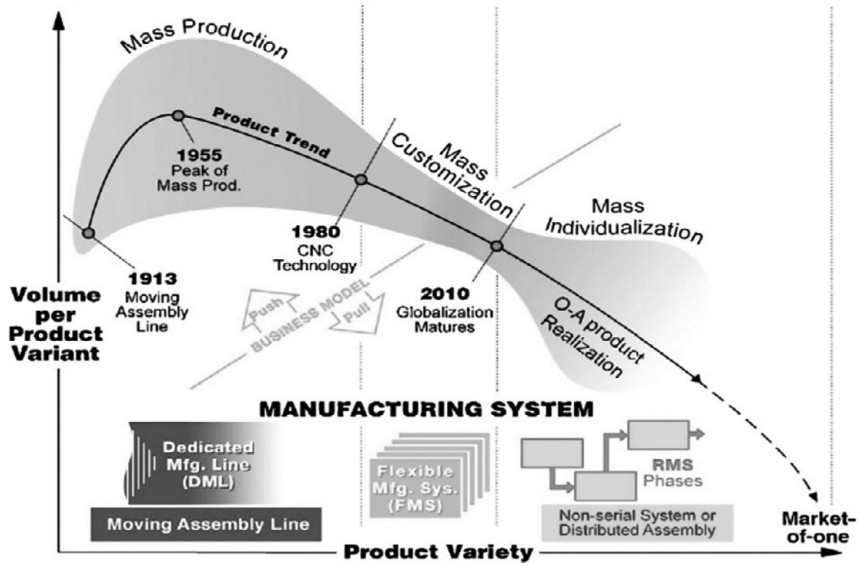 Mass Production
Product Trend
1955
Peak of
Mass Prod.
Mass
Customization
Mass
Individualization
1980
CNC
Technology
1913
Moving
Assembly
Line
2010
Globalization
Matures
Volume
per
Product
Variant
Push
BUSINESS MODEL
Pull
O-A product
Realization
MANUFACTURING SYSTEM
Dedicated
Mfg. Line
(DML)
Moving Assembly Line
Flexible
Mfg. Sys.
(FMS)
RMS
Phases
Non-serial System or
Distributed Assembly
Market-
of-one
Product Variety